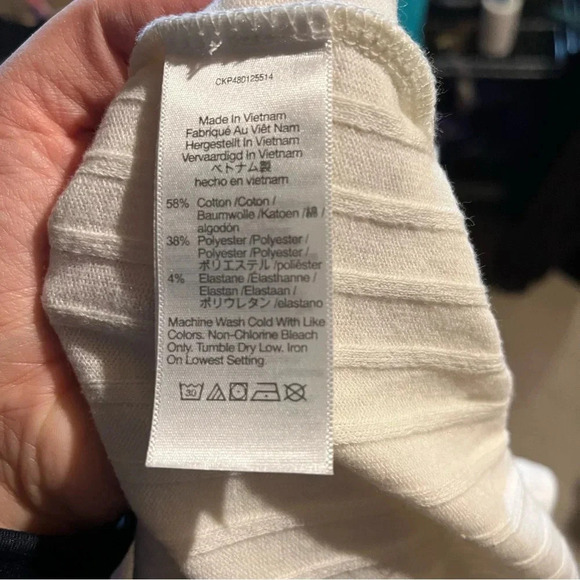 CKP480125514
Made In Vietnam
Fabriqué Au Viêt Nam
Hergestellt In Vietnam
Vervaardigd In Vietnam
ベトナム製
hecho en vietnam
58% Cotton /Coton /
Baumwolle /Katoen /綿 /
algodón
38% Polyester /Polyester /
Polyester /Polyester /
ポリエステル /poliéster
4% Elastane /Elasthanne /
Elastan /Elastaan /
ポリウレタン /elastano
Machine Wash Cold With Like
Colors. Non-Chlorine Bleach
Only. Tumble Dry Low. Iron
On Lowest Setting.
30